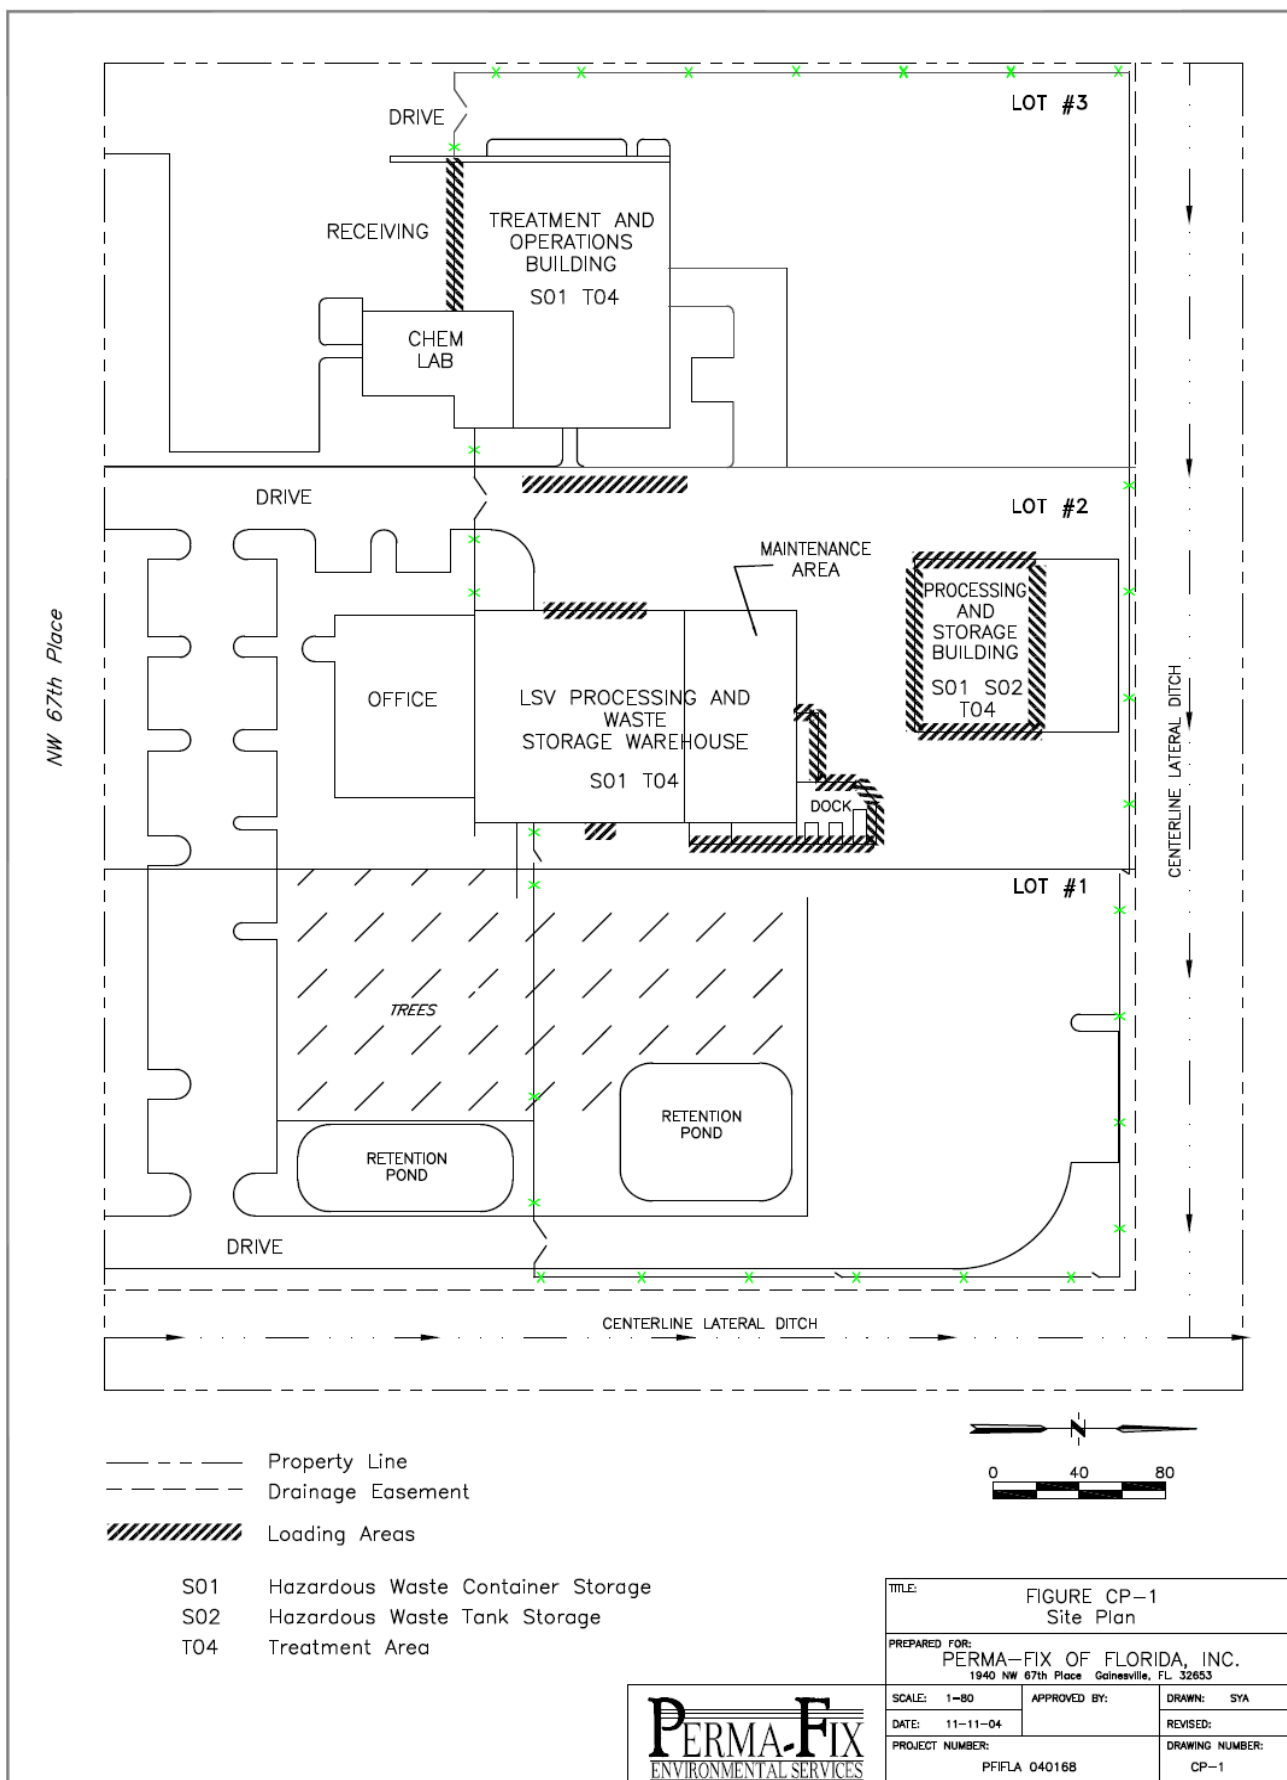 LOT #3
DRIVE
TREATMENT AND
OPERATIONS
BUILDING
S01 T04
RECEIVING
CHEM
LAB
DRIVE
LOT #2
MAINTENANCE
AREA
PROCESSING
AND
STORAGE
BUILDING
S01 S02
T04
NW 67th Place
OFFICE
LSV PROCESSING AND
WASTE
STORAGE WAREHOUSE
S01 T04
DOCK
CENTERLINE LATERAL DITCH
LOT #1
TREES
RETENTION
POND
RETENTION
POND
DRIVE
CENTERLINE LATERAL DITCH
N
0 40 80
Property Line
Drainage Easement
Loading Areas
S01 Hazardous Waste Container Storage
S02 Hazardous Waste Tank Storage
T04 Treatment Area
TITLE:
FIGURE CP-1
Site Plan
PREPARED FOR:
PERMA-FIX OF FLORIDA, INC.
1940 NW 67th Place Gainesville, FL 32653
SCALE: 1-80
APPROVED BY:
DRAWN: SYA
DATE: 11-11-04
REVISED:
PROJECT NUMBER:
PFIFLA 040168
DRAWING NUMBER:
CP-1
PERMA-FIX
ENVIRONMENTAL SERVICES